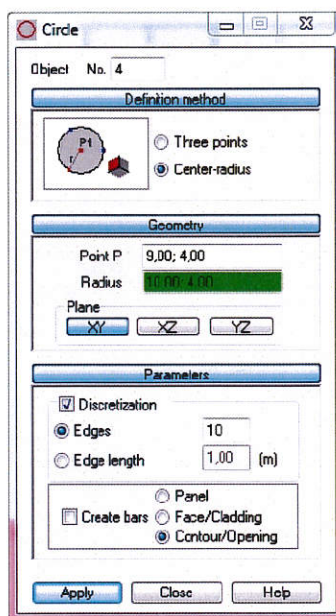 Circle
Object No. 4
Definition method
P1
r
Three points
Center-radius
Geometry
Point P 9,00; 4,00
Radius 10,00; 4,00
Plane
XY XZ YZ
Parameters
Discretization
Edges 10
Edge length 1,00 (m)
Panel
Create bars Face/Cladding
Contour/Opening
Apply Close Help